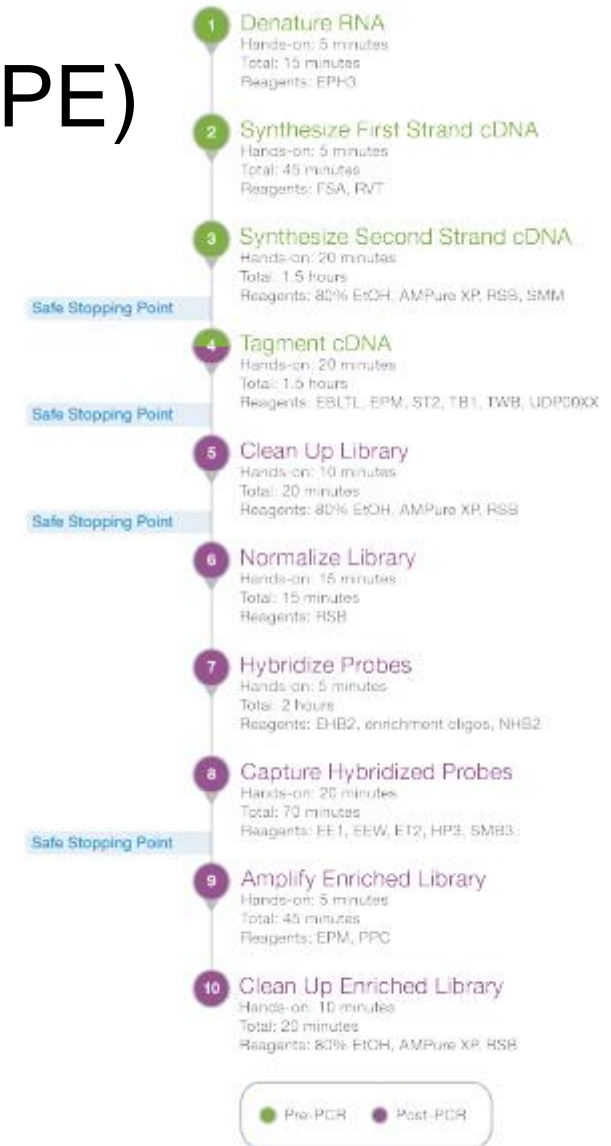 PE)
1
Denature RNA
Hands-on: 5 minutes
Total: 15 minutes
Reagents: EPH3
2
Synthesize First Strand cDNA
Hands-on: 5 minutes
Total: 45 minutes
Reagents: FSA, RVT
3
Synthesize Second Strand cDNA
Hands-on: 20 minutes
Total: 1.5 hours
Reagents: 80% EtOH, AMPure XP, RSB, SMM
Safe Stopping Point
4
Tagment cDNA
Hands-on: 20 minutes
Total: 1.5 hours
Reagents: EBLTL, EPM, ST2, TB1, TWB, UDP00XX
Safe Stopping Point
5
Clean Up Library
Hands-on: 10 minutes
Total: 20 minutes
Reagents: 80% EtOH, AMPure XP, RSB
Safe Stopping Point
6
Normalize Library
Hands-on: 15 minutes
Total: 15 minutes
Reagents: RSB
7
Hybridize Probes
Hands-on: 5 minutes
Total: 2 hours
Reagents: EHB2, enrichment oligos, NHB2
8
Capture Hybridized Probes
Hands-on: 20 minutes
Total: 70 minutes
Reagents: EE1, EEW, ET2, HP3, SMB3
Safe Stopping Point
9
Amplify Enriched Library
Hands-on: 5 minutes
Total: 45 minutes
Reagents: EPM, PPC
10
Clean Up Enriched Library
Hands-on: 10 minutes
Total: 20 minutes
Reagents: 80% EtOH, AMPure XP, RSB
Pre-PCR Post-PCR